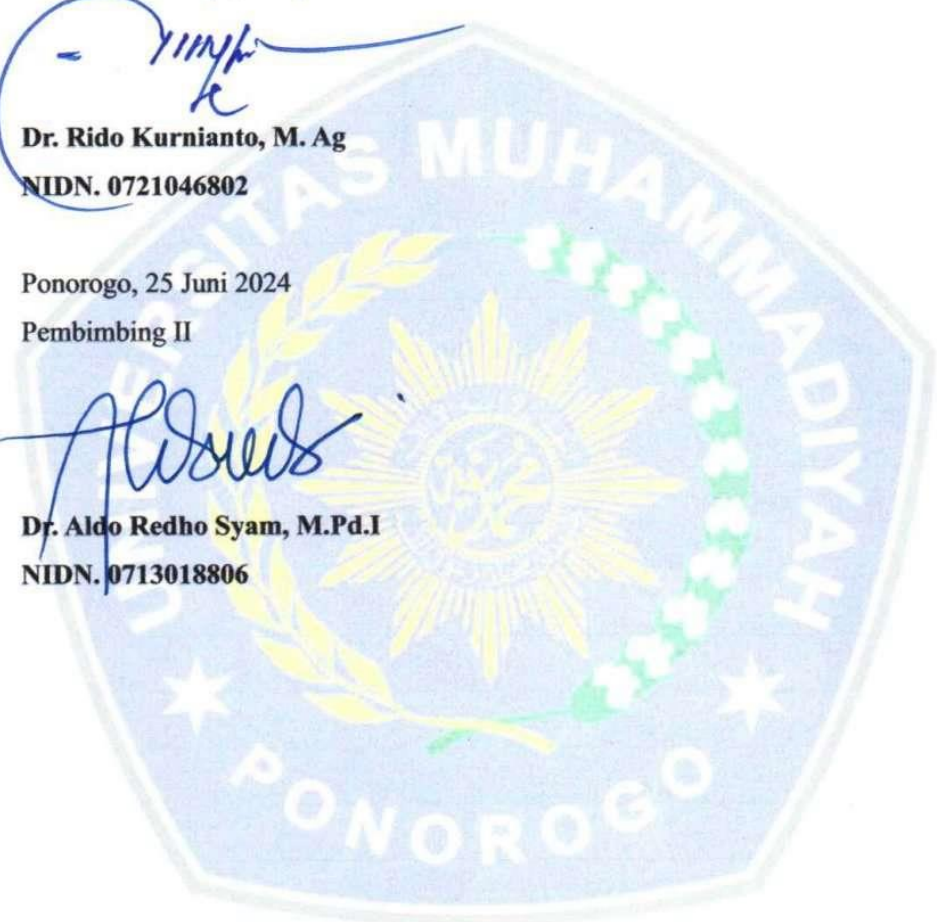 Dr. Rido Kurnianto, M. Ag
NIDN. 0721046802
Ponorogo, 25 Juni 2024
Pembimbing II
Dr. Aldo Redho Syam, M.Pd.I
NIDN. 0713018806
UNIVERSITAS MUHAMMADIYAH
PONOROGO